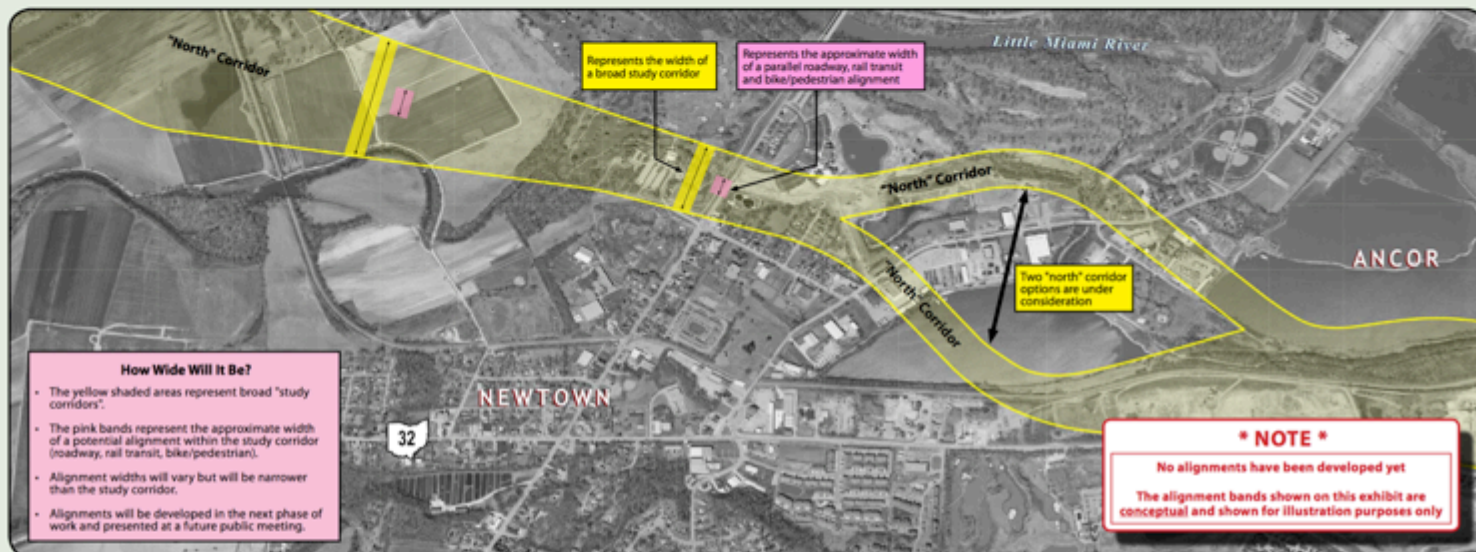 "North" Corridor
Represents the width of
a broad study corridor
Represents the approximate width
of a parallel roadway, rail transit
and bike/pedestrian alignment
Little Miami River
"North" Corridor
ANCOR
"North" Corridor
Two "north" corridor
options are under
consideration
How Wide Will It Be?
• The yellow shaded areas represent broad "study
corridors".
• The pink bands represent the approximate width
of a potential alignment within the study corridor
(roadway, rail transit, bike/pedestrian).
• Alignment widths will vary but will be narrower
than the study corridor.
• Alignments will be developed in the next phase of
work and presented at a future public meeting.
NEWTOWN
32
* NOTE *
No alignments have been developed yet
The alignment bands shown on this exhibit are
conceptual and shown for illustration purposes only